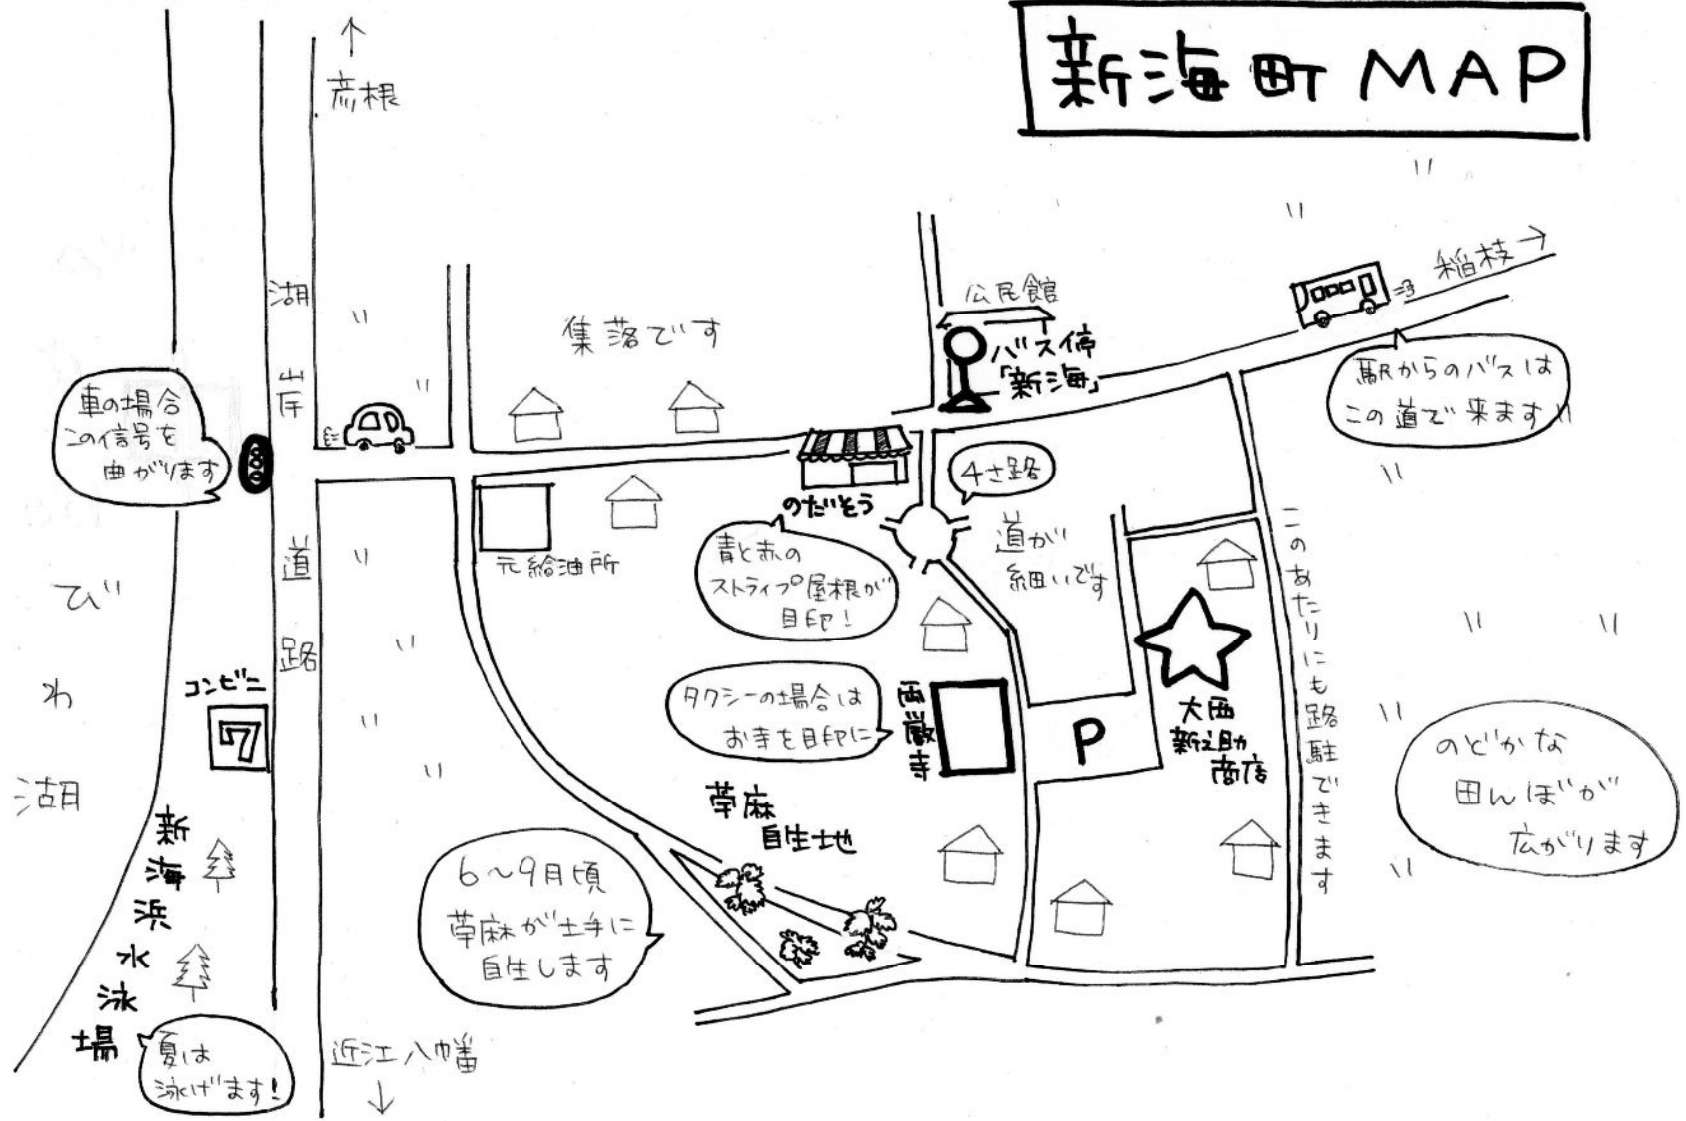 新海町MAP
↑
彦根
湖岸道路
集落です
公民館
バス停
「新海」
稲枝→
駅からのバスは
この道で来ます
車の場合
この信号を
曲がります
のだいそう
4さ路
青と赤の
ストライプ屋根が
目印！
道が
細いです
元給油所
このあたりにも路駐できます
びわ湖
コンビニ
7
タクシーの場合は
お寺を目印に
西厳寺
P
大西
新之助
商店
のどかな
田んぼが
広がります
苧麻
自生地
6〜9月頃
苧麻が土手に
自生します
新海浜水泳場
夏は
泳げます！
近江八幡
↓